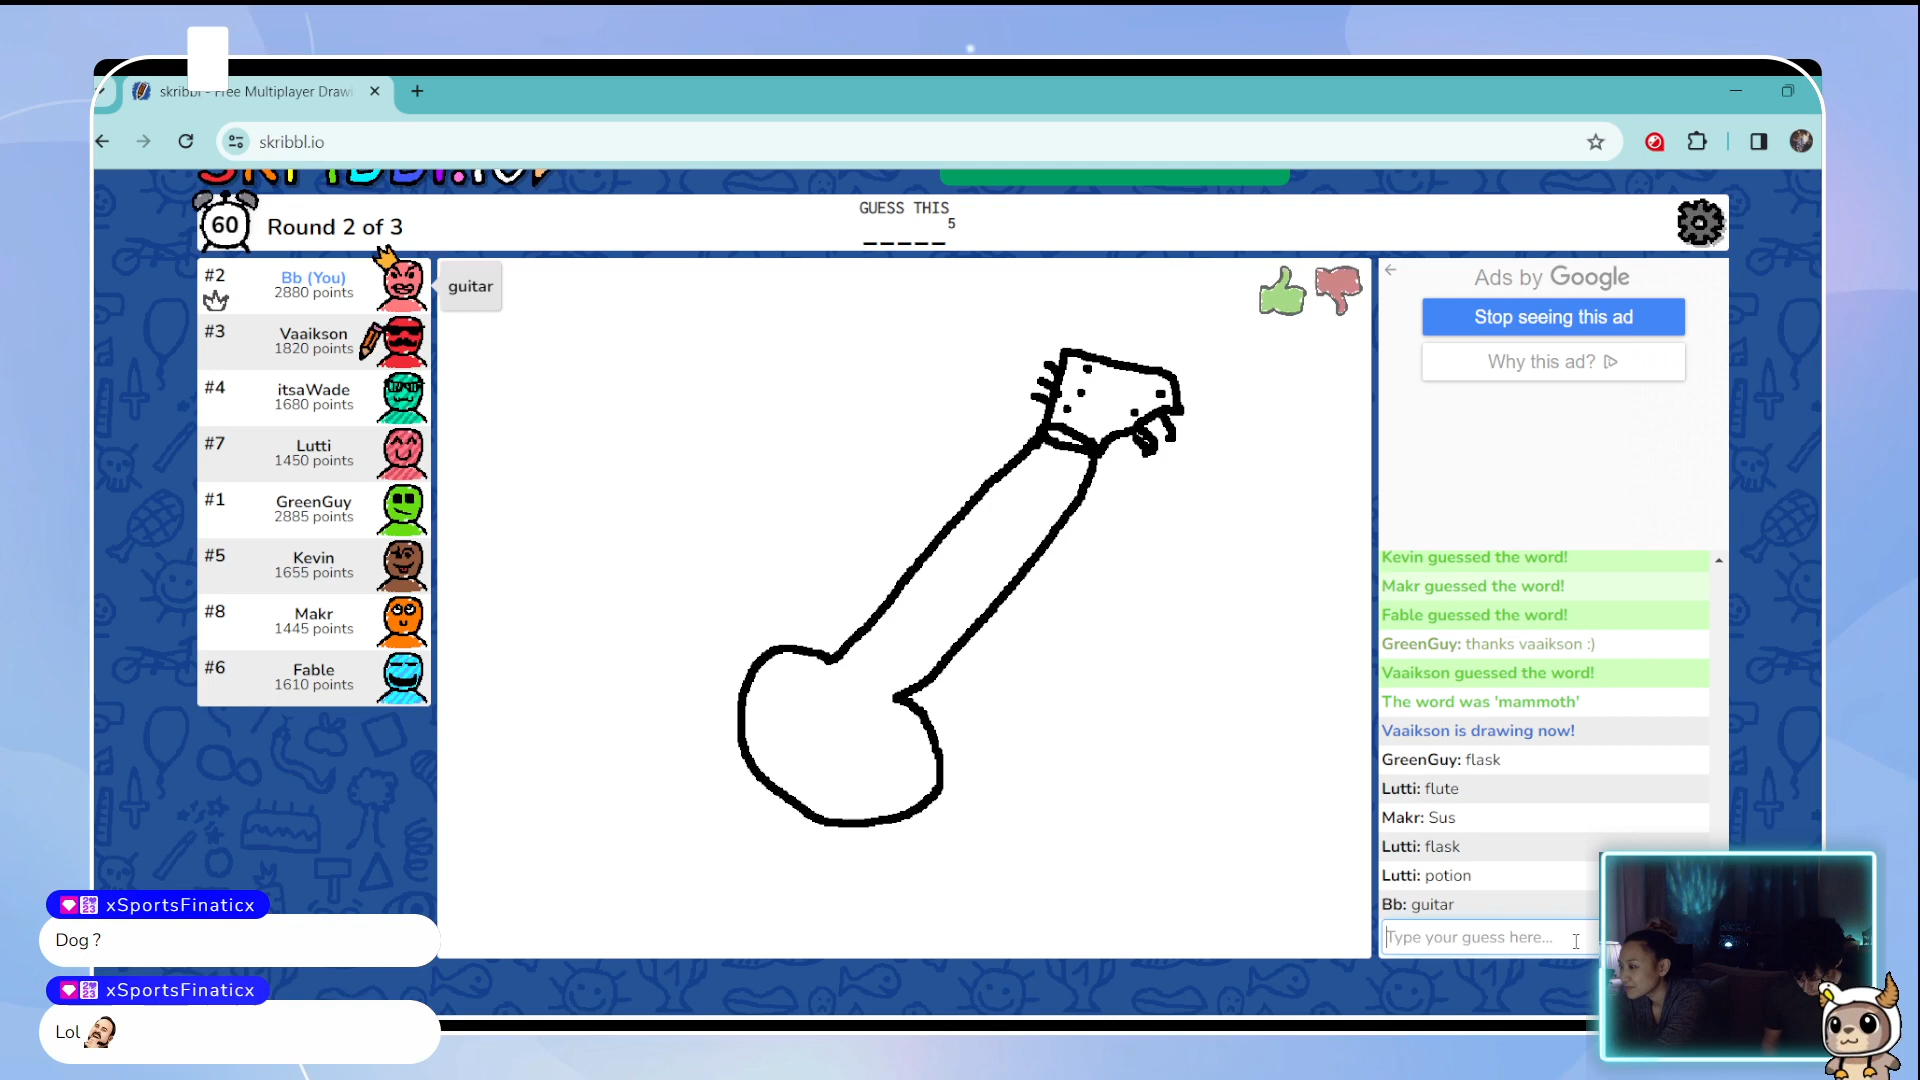 skribbl - Free Multiplayer Drawi
skribbl.io
skribbl.io
60
Round 2 of 3
GUESS THIS
5
_____
#2
Bb (You)
2880 points
guitar
#3
Vaaikson
1820 points
#4
itsaWade
1680 points
#7
Lutti
1450 points
#1
GreenGuy
2885 points
#5
Kevin
1655 points
#8
Makr
1445 points
#6
Fable
1610 points
Ads by Google
Stop seeing this ad
Why this ad?
Kevin guessed the word!
Makr guessed the word!
Fable guessed the word!
GreenGuy: thanks vaaikson :)
Vaaikson guessed the word!
The word was 'mammoth'
Vaaikson is drawing now!
GreenGuy: flask
Lutti: flute
Makr: Sus
Lutti: flask
Lutti: potion
Bb: guitar
Type your guess here...
xSportsFinaticx
Dog?
xSportsFinaticx
Lol